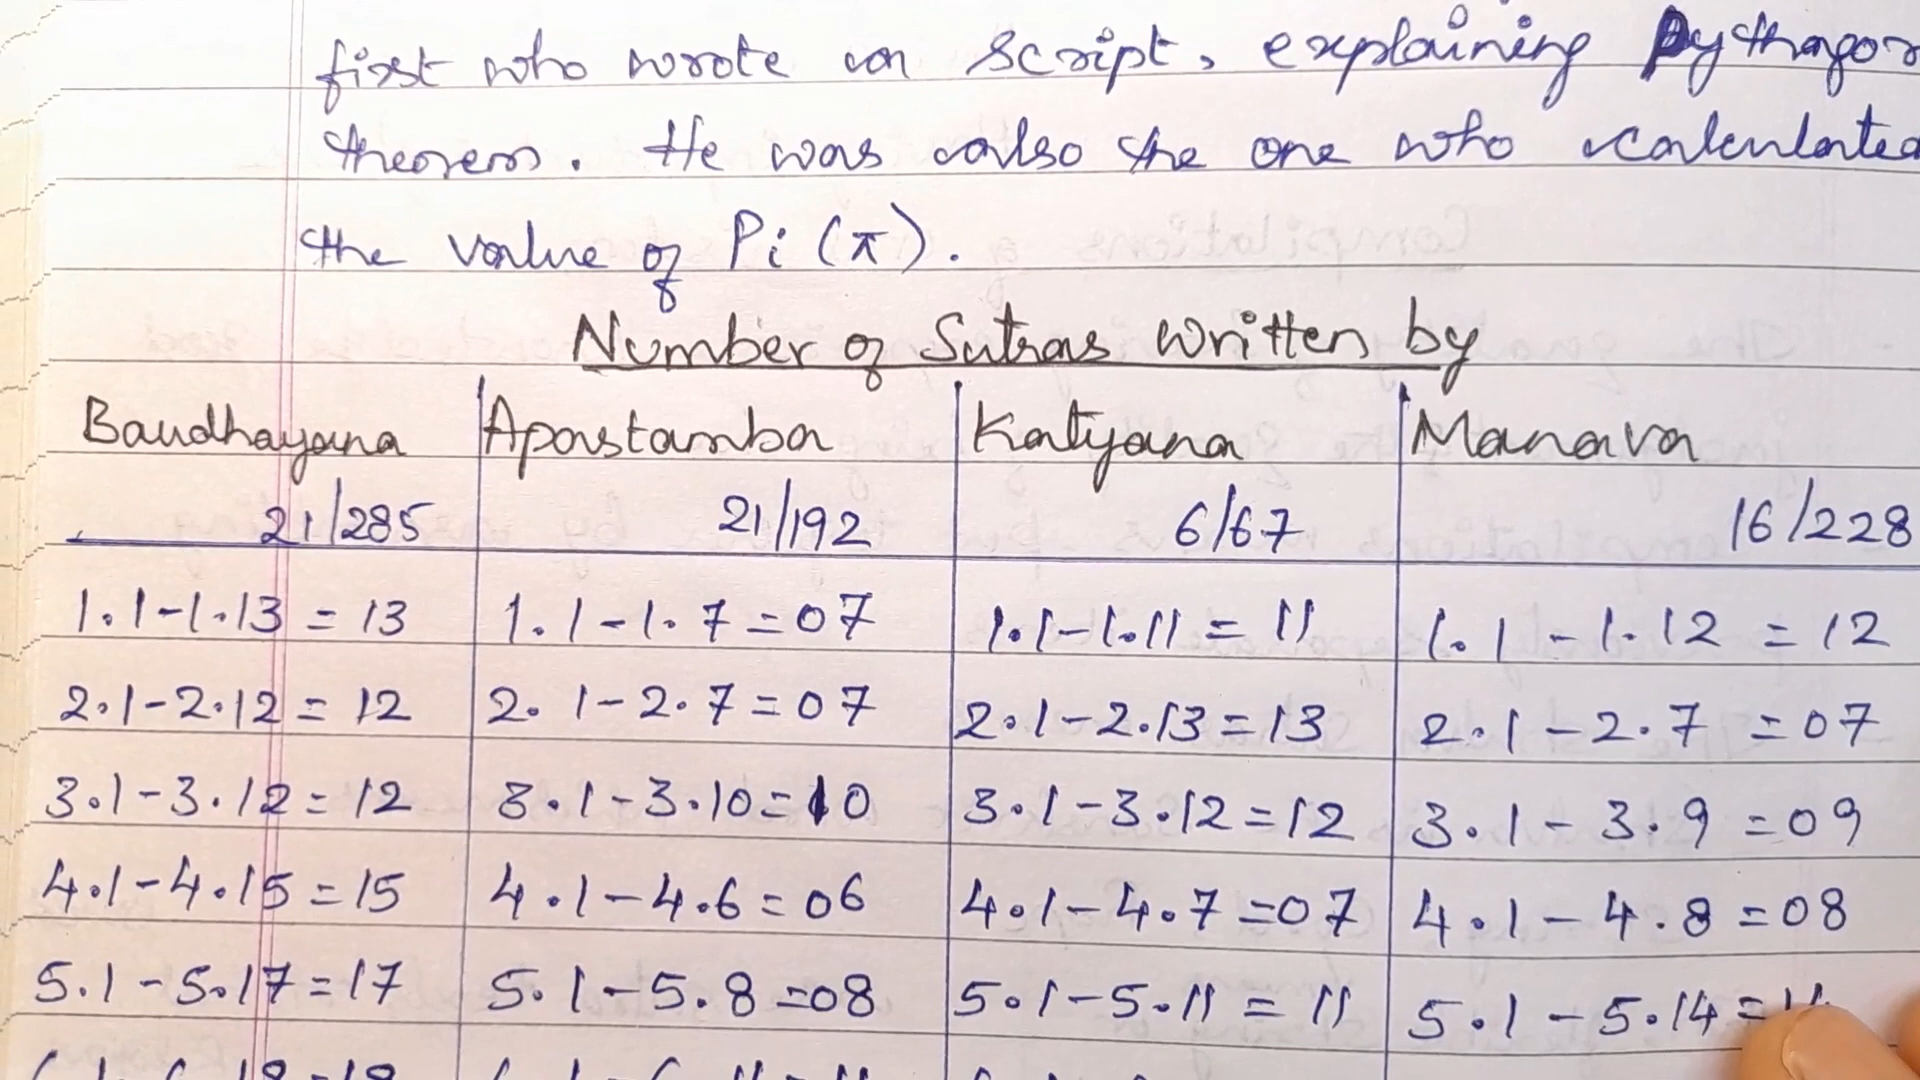 first who wrote on script, explaining Pythagor
theorem. He was also the one who calculated
the value of Pi (π).
Number of Sutras written by
Baudhayana Apastamba Katyana Manava
21/285 21/192 6/67 16/228
1.1-1.13 = 13 1.1-1.7 = 07 1.1-1.11 = 11 1.1-1.12 = 12
2.1-2.12 = 12 2.1-2.7 = 07 2.1-2.13 = 13 2.1-2.7 = 07
3.1-3.12 = 12 3.1-3.10 = 10 3.1-3.12 = 12 3.1-3.9 = 09
4.1-4.15 = 15 4.1-4.6 = 06 4.1-4.7 = 07 4.1-4.8 = 08
5.1-5.17 = 17 5.1-5.8 = 08 5.1-5.11 = 11 5.1-5.14 =